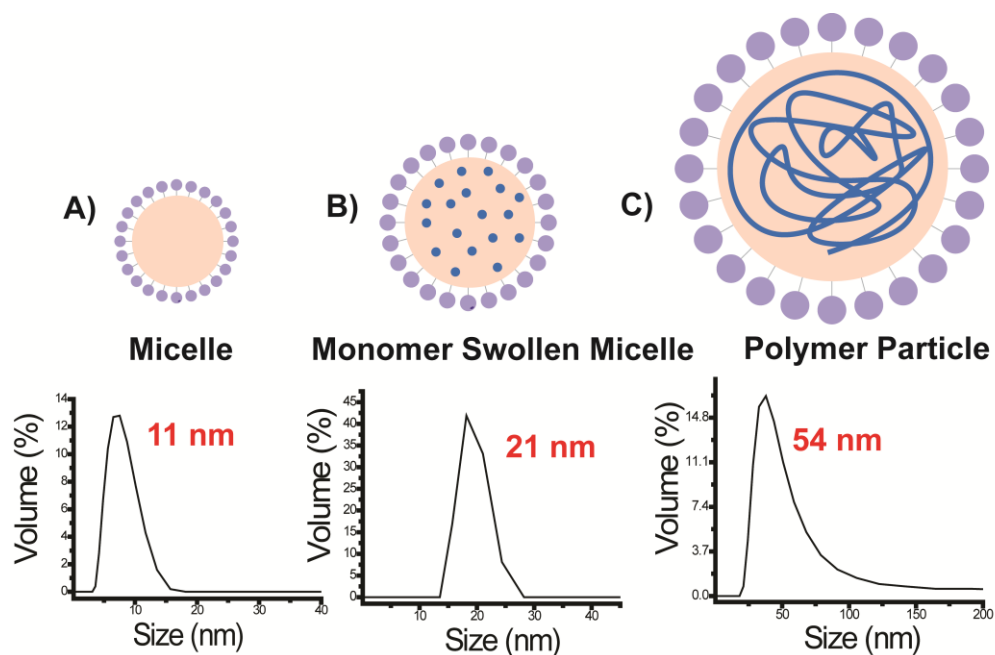 A)
B)
C)
Micelle
Monomer Swollen Micelle
Polymer Particle
14
12
10
8
6
4
2
0
Volume (%)
11 nm
10
20
30
40
Size (nm)
45
40
35
30
25
20
15
10
5
0
Volume (%)
21 nm
10
20
30
40
Size (nm)
14.8
11.1
7.4
3.7
0.0
Volume (%)
54 nm
50
100
150
200
Size (nm)